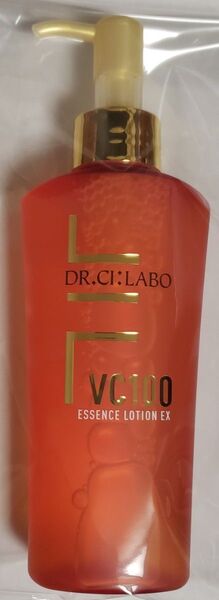 DR.CI:LABO
VC100
ESSENCE LOTION EX